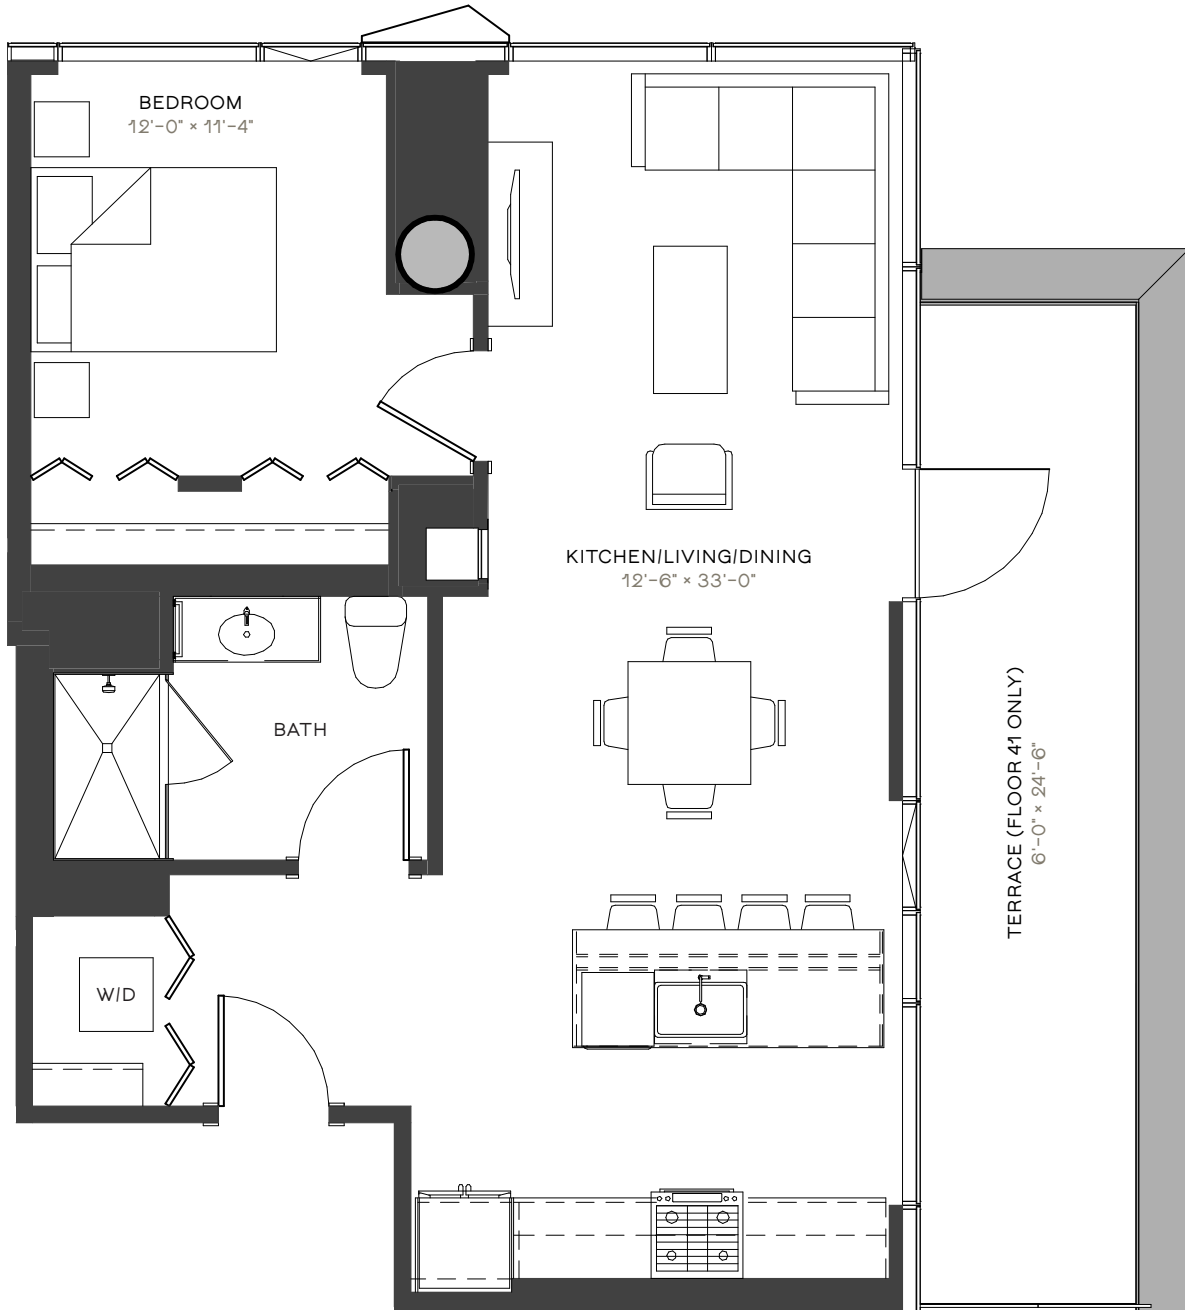 BEDROOM
12'-0" × 11'-4"
KITCHEN/LIVING/DINING
12'-6" × 33'-0"
BATH
TERRACE (FLOOR 41 ONLY)
6'-0" × 24'-6"
W/D